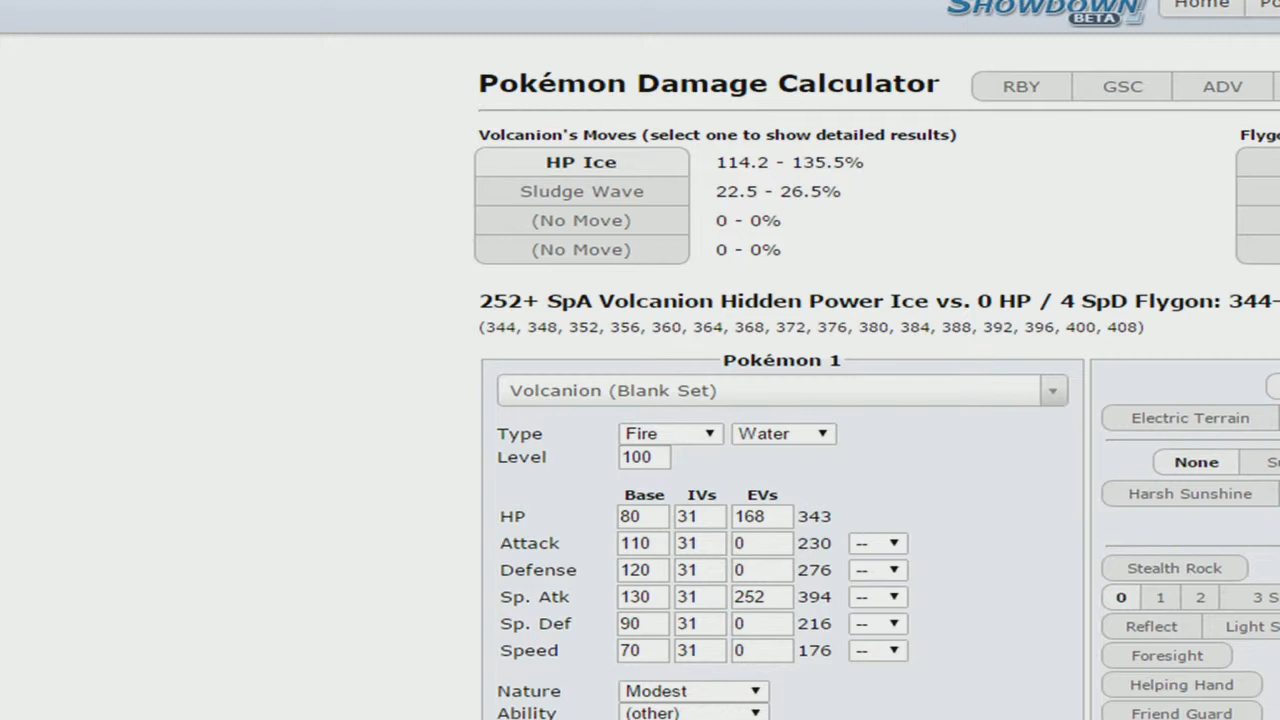 SHOWDOWN
BETA
Home
Pokémon Damage Calculator
RBY
GSC
ADV
Volcanion's Moves (select one to show detailed results)
HP Ice 114.2 - 135.5%
Sludge Wave 22.5 - 26.5%
(No Move) 0 - 0%
(No Move) 0 - 0%
252+ SpA Volcanion Hidden Power Ice vs. 0 HP / 4 SpD Flygon: 344-
(344, 348, 352, 356, 360, 364, 368, 372, 376, 380, 384, 388, 392, 396, 400, 408)
Pokémon 1
Volcanion (Blank Set)
Type Fire Water
Level 100
Base IVs EVs
HP 80 31 168 343
Attack 110 31 0 230 --
Defense 120 31 0 276 --
Sp. Atk 130 31 252 394 --
Sp. Def 90 31 0 216 --
Speed 70 31 0 176 --
Nature Modest
Ability (other)
Electric Terrain
None
Harsh Sunshine
Stealth Rock
0 1 2 3
Reflect Light
Foresight
Helping Hand
Friend Guard